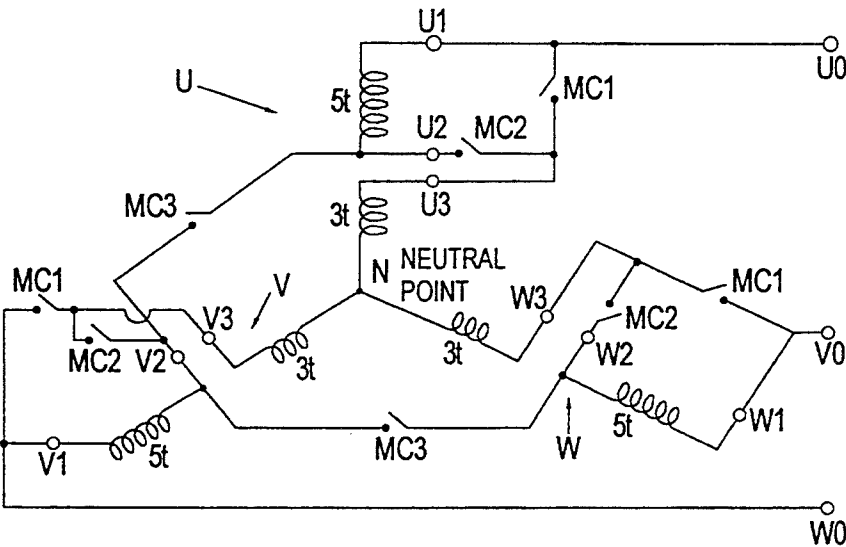 U1
U0
U
5t
MC1
U2
MC2
U3
MC3
3t
N NEUTRAL
POINT
MC1
V
V3
W3
MC1
MC2
V0
MC2
V2
3t
3t
W2
W1
5t
V1
5t
MC3
W
W0